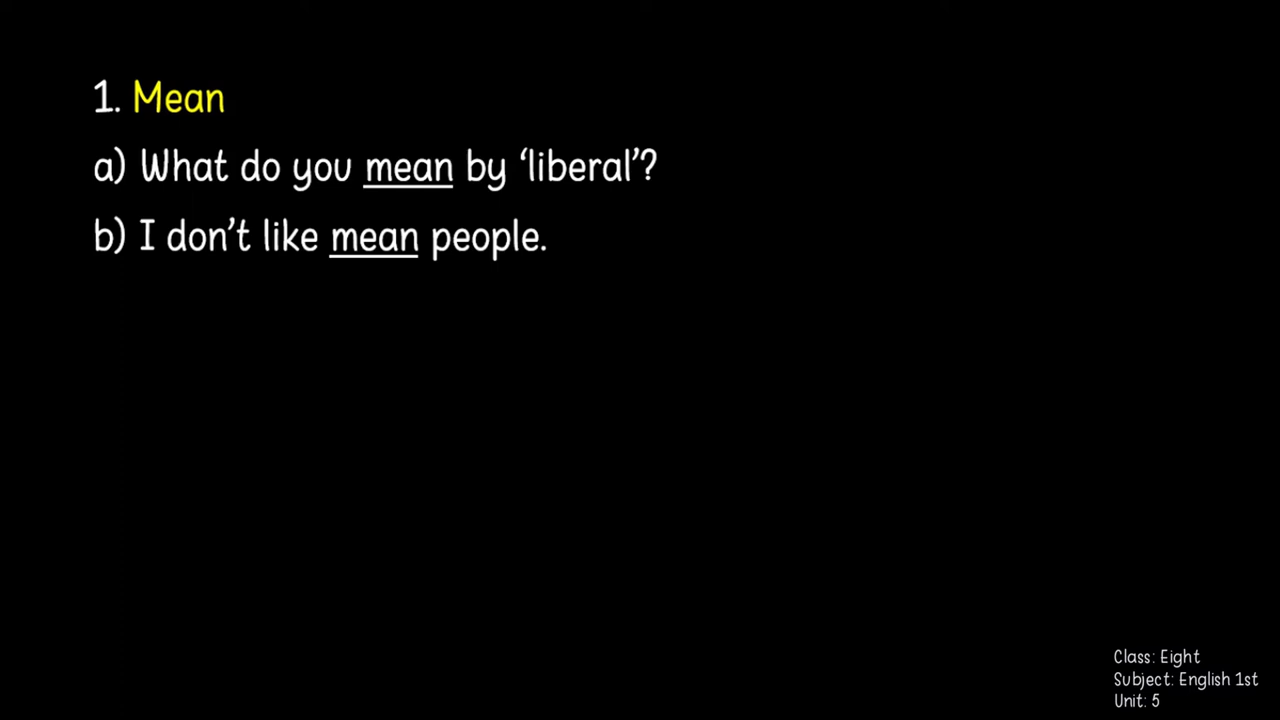 1. Mean
a) What do you mean by ‘liberal’?
b) I don’t like mean people.
Class: Eight
Subject: English 1st
Unit: 5